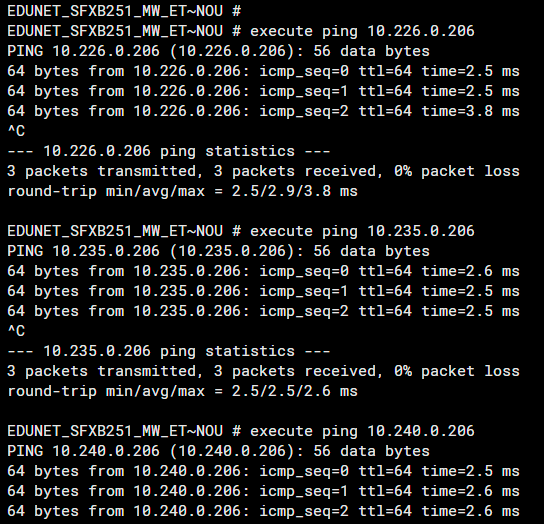 EDUNET_SFXB251_MW_ET~NOU #
EDUNET_SFXB251_MW_ET~NOU # execute ping 10.226.0.206
PING 10.226.0.206 (10.226.0.206): 56 data bytes
64 bytes from 10.226.0.206: icmp_seq=0 ttl=64 time=2.5 ms
64 bytes from 10.226.0.206: icmp_seq=1 ttl=64 time=2.5 ms
64 bytes from 10.226.0.206: icmp_seq=2 ttl=64 time=3.8 ms
^C
--- 10.226.0.206 ping statistics ---
3 packets transmitted, 3 packets received, 0% packet loss
round-trip min/avg/max = 2.5/2.9/3.8 ms
EDUNET_SFXB251_MW_ET~NOU # execute ping 10.235.0.206
PING 10.235.0.206 (10.235.0.206): 56 data bytes
64 bytes from 10.235.0.206: icmp_seq=0 ttl=64 time=2.6 ms
64 bytes from 10.235.0.206: icmp_seq=1 ttl=64 time=2.5 ms
64 bytes from 10.235.0.206: icmp_seq=2 ttl=64 time=2.5 ms
^C
--- 10.235.0.206 ping statistics ---
3 packets transmitted, 3 packets received, 0% packet loss
round-trip min/avg/max = 2.5/2.5/2.6 ms
EDUNET_SFXB251_MW_ET~NOU # execute ping 10.240.0.206
PING 10.240.0.206 (10.240.0.206): 56 data bytes
64 bytes from 10.240.0.206: icmp_seq=0 ttl=64 time=2.5 ms
64 bytes from 10.240.0.206: icmp_seq=1 ttl=64 time=2.6 ms
64 bytes from 10.240.0.206: icmp_seq=2 ttl=64 time=2.6 ms